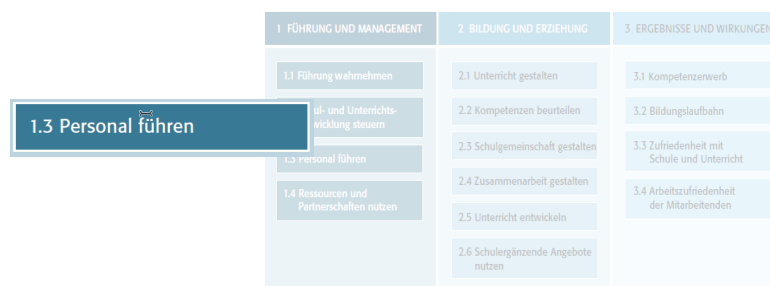 1 FÜHRUNG UND MANAGEMENT
1.1 Führung wahrnehmen
ul- und Unterrichts-
wicklung steuern
1.3 Personal führen
1.3 Personal führen
1.4 Ressourcen und
Partnerschaften nutzen
2 BILDUNG UND ERZIEHUNG
2.1 Unterricht gestalten
2.2 Kompetenzen beurteilen
2.3 Schulgemeinschaft gestalten
2.4 Zusammenarbeit gestalten
2.5 Unterricht entwickeln
2.6 Schulergänzende Angebote
nutzen
3 ERGEBNISSE UND WIRKUNGEN
3.1 Kompetenzerwerb
3.2 Bildungslaufbahn
3.3 Zufriedenheit mit
Schule und Unterricht
3.4 Arbeitszufriedenheit
der Mitarbeitenden